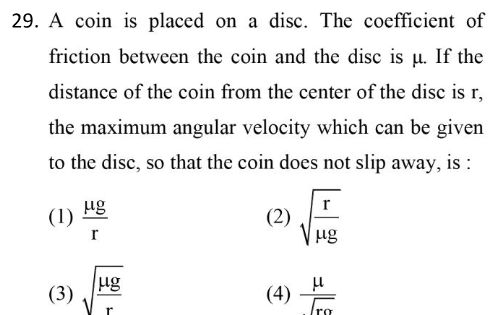 29. A coin is placed on a disc. The coefficient of
friction between the coin and the disc is μ. If the
distance of the coin from the center of the disc is r,
the maximum angular velocity which can be given
to the disc, so that the coin does not slip away, is :
(1) μg/r (2) √(r/μg)
(3) √(μg/r) (4) μ/√rg